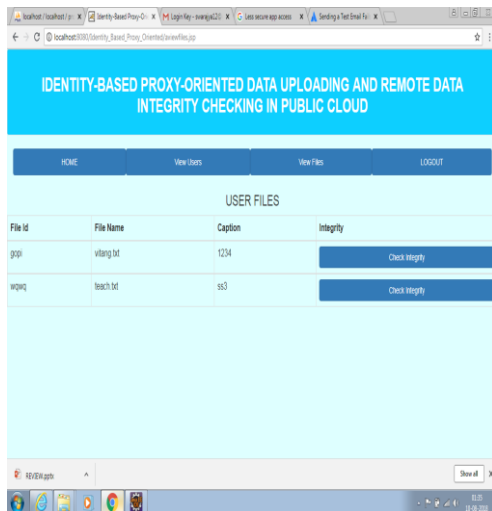 localhost / localhost / p
Identity-Based Proxy-Ori
Login Key - svarajal
Less secure app access
Sending a Test Email Fail
localhost:8080/Identity_Based_Proxy_Oriented/aviewfiles.jsp
IDENTITY-BASED PROXY-ORIENTED DATA UPLOADING AND REMOTE DATA
INTEGRITY CHECKING IN PUBLIC CLOUD
HOME View Users View Files LOGOUT
USER FILES
File Id File Name Caption Integrity
gopi vitang.txt 1234 Check Integrity
wqwq teach.txt ss3 Check Integrity
REVIEW.pptx Show all